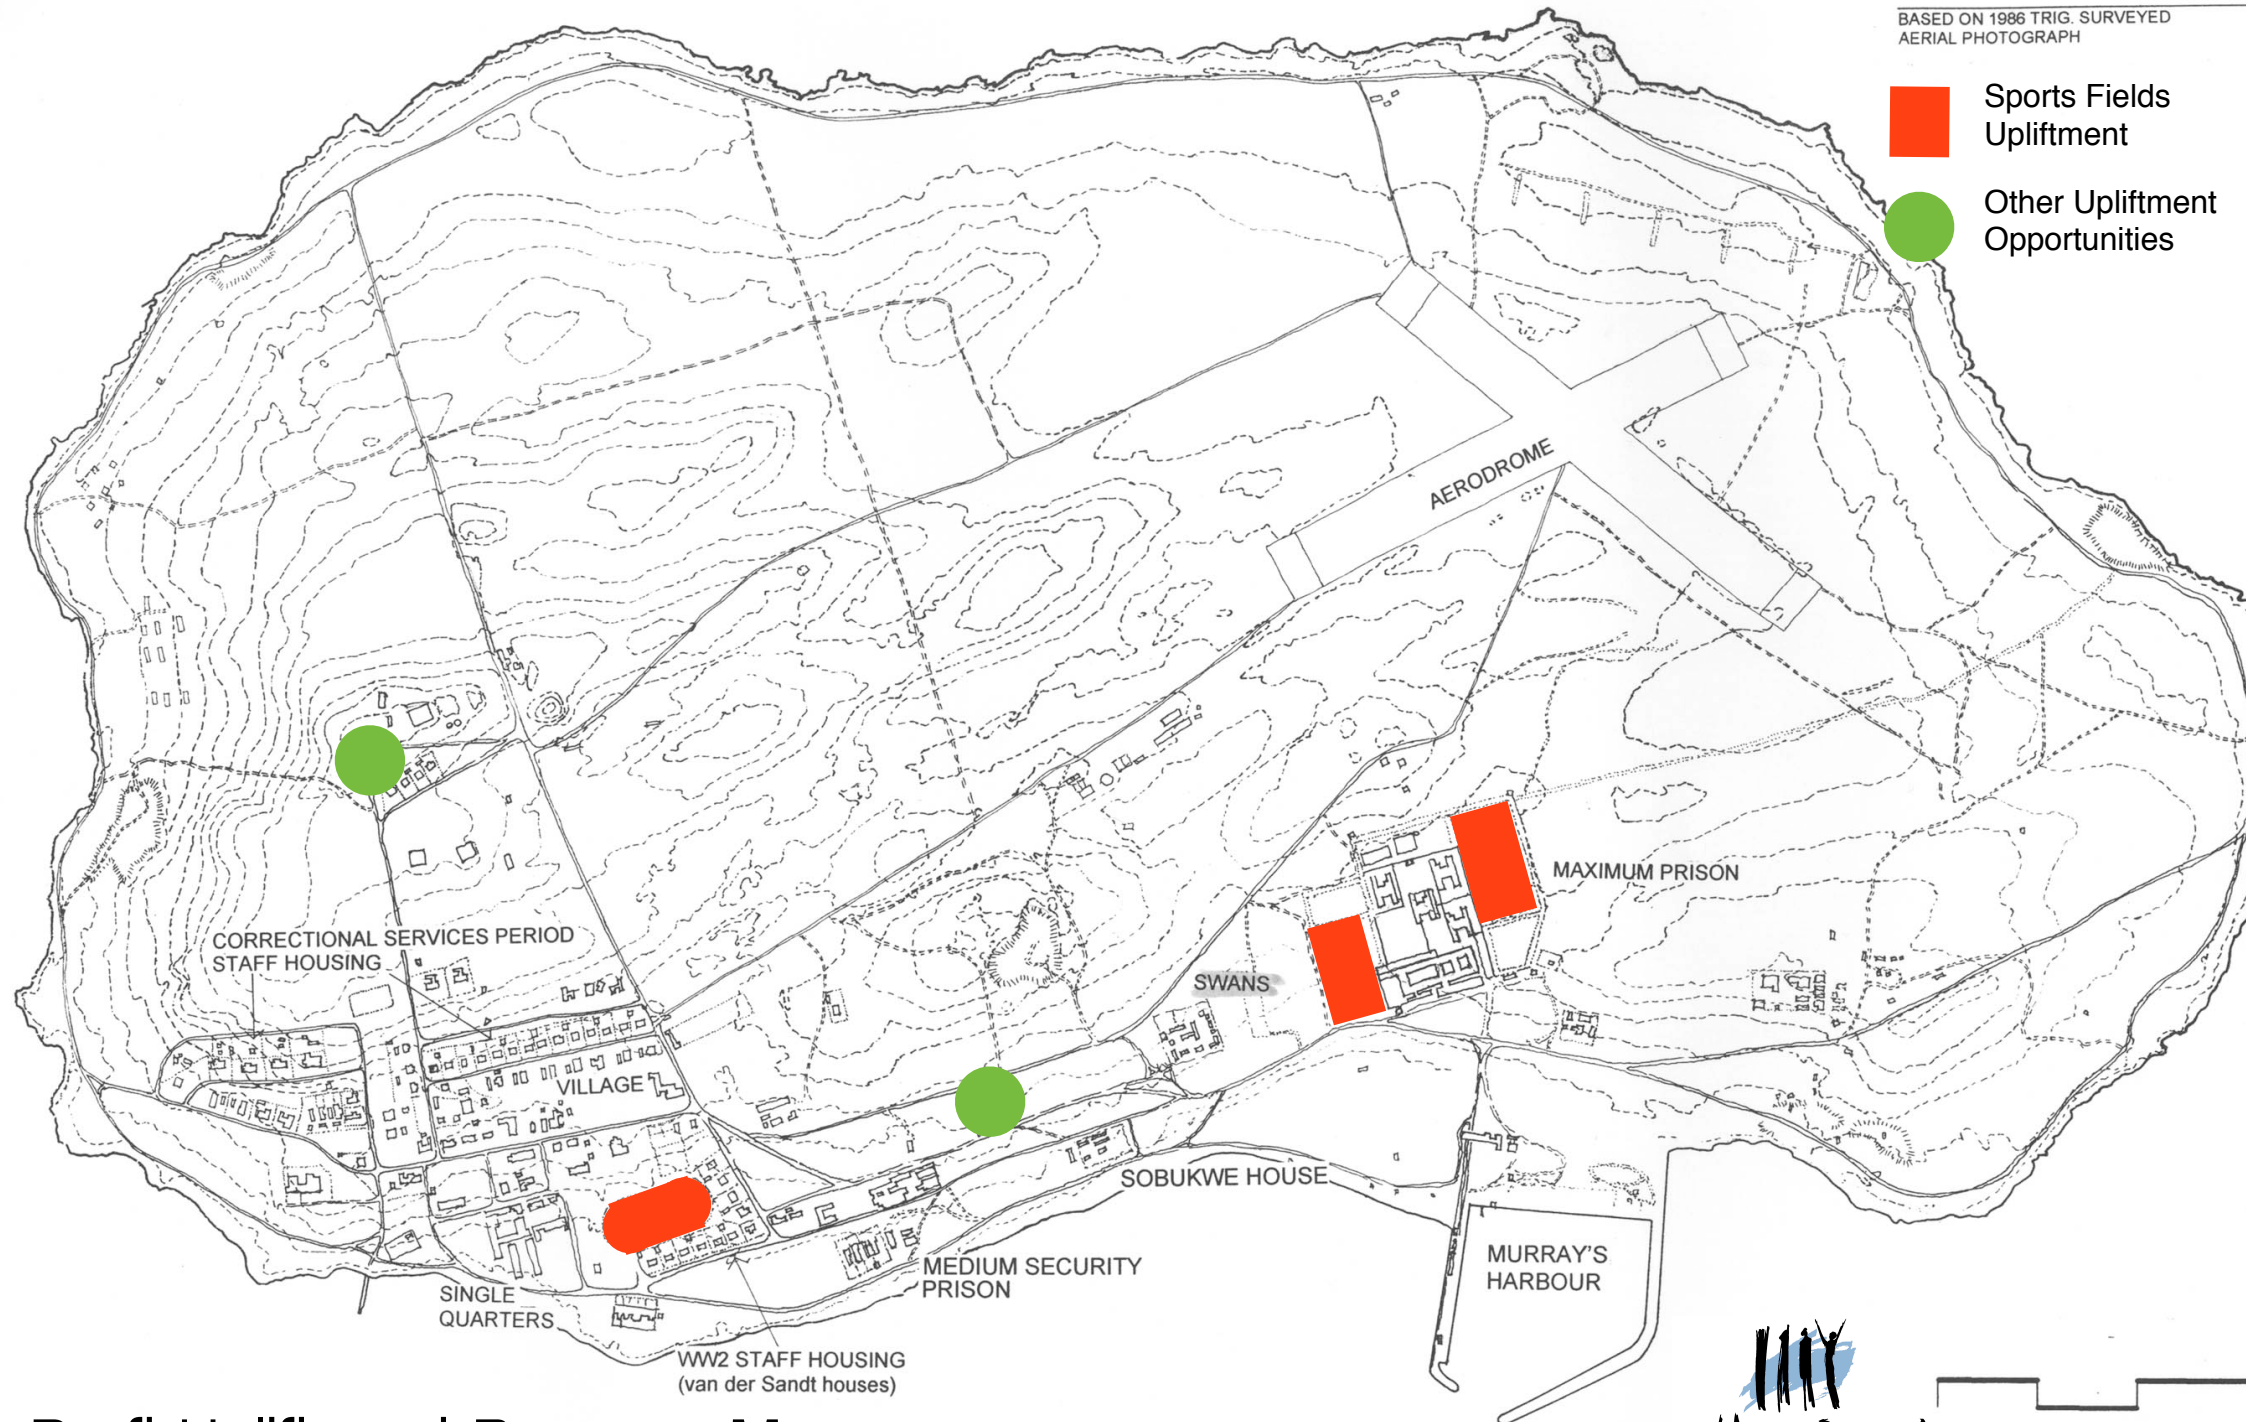 BASED ON 1986 TRIG. SURVEYED
AERIAL PHOTOGRAPH
Sports Fields
Upliftment
Other Upliftment
Opportunities
AERODROME
MAXIMUM PRISON
CORRECTIONAL SERVICES PERIOD
STAFF HOUSING
SWANS
VILLAGE
SOBUKWE HOUSE
MEDIUM SECURITY
PRISON
MURRAY'S
HARBOUR
SINGLE
QUARTERS
WW2 STAFF HOUSING
(van der Sandt houses)